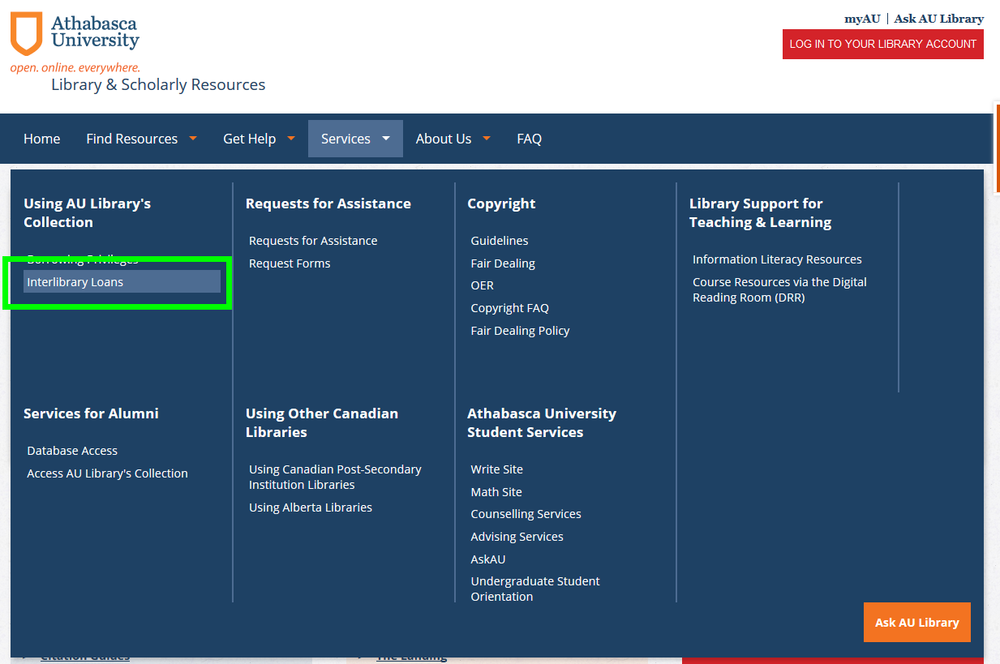 Athabasca
University
open. online. everywhere.
Library & Scholarly Resources
myAU | Ask AU Library
LOG IN TO YOUR LIBRARY ACCOUNT
Home Find Resources Get Help Services About Us FAQ
Using AU Library's
Collection
Borrowing Privileges
Interlibrary Loans
Requests for Assistance
Requests for Assistance
Request Forms
Copyright
Guidelines
Fair Dealing
OER
Copyright FAQ
Fair Dealing Policy
Library Support for
Teaching & Learning
Information Literacy Resources
Course Resources via the Digital
Reading Room (DRR)
Services for Alumni
Database Access
Access AU Library's Collection
Using Other Canadian
Libraries
Using Canadian Post-Secondary
Institution Libraries
Using Alberta Libraries
Athabasca University
Student Services
Write Site
Math Site
Counselling Services
Advising Services
AskAU
Undergraduate Student
Orientation
Ask AU Library
Citation Guides
The Landing